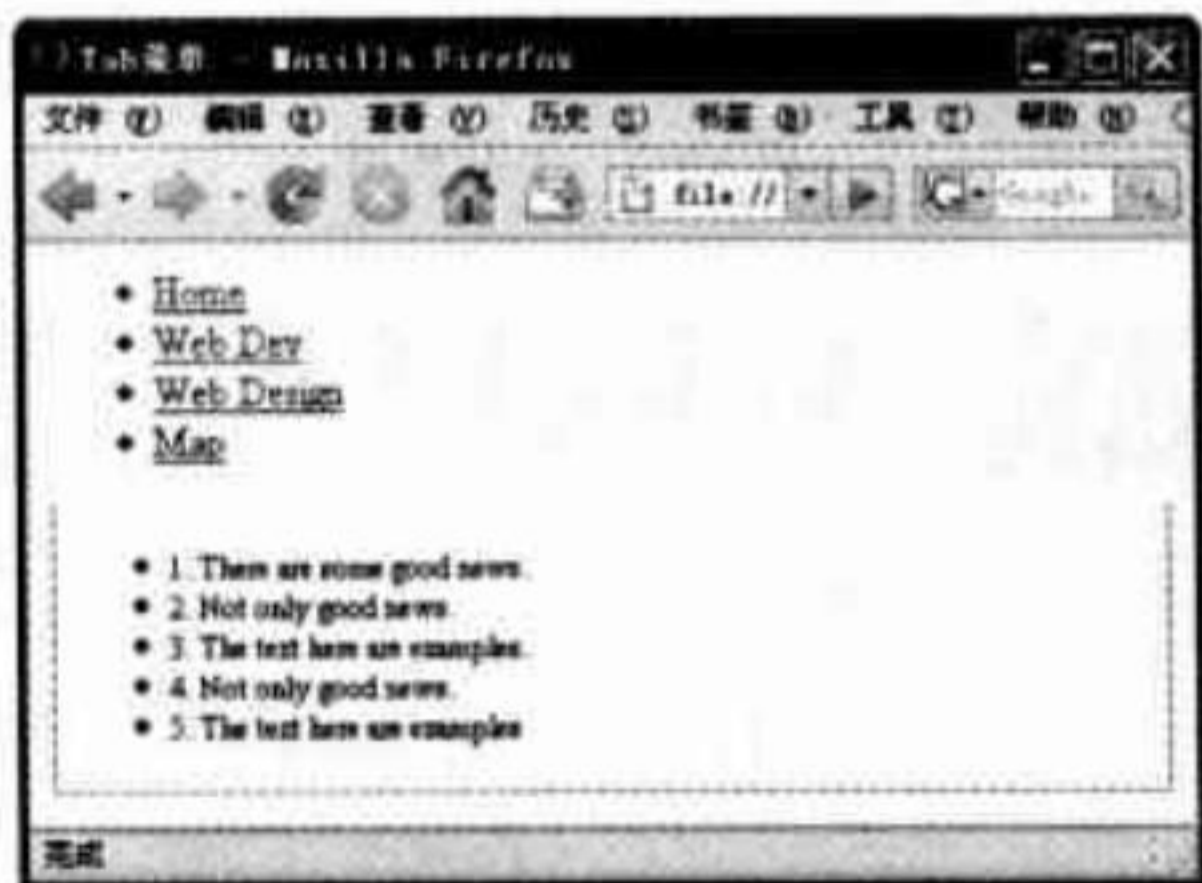 Tab菜单 - Mozilla Firefox
文件 编辑 查看 (V) 历史 书签 工具 帮助
file://
Google
Home
Web Dev
Web Design
Map
1. There are some good news.
2. Not only good news.
3. The text here are examples.
4. Not only good news.
5. The text here are examples
完成